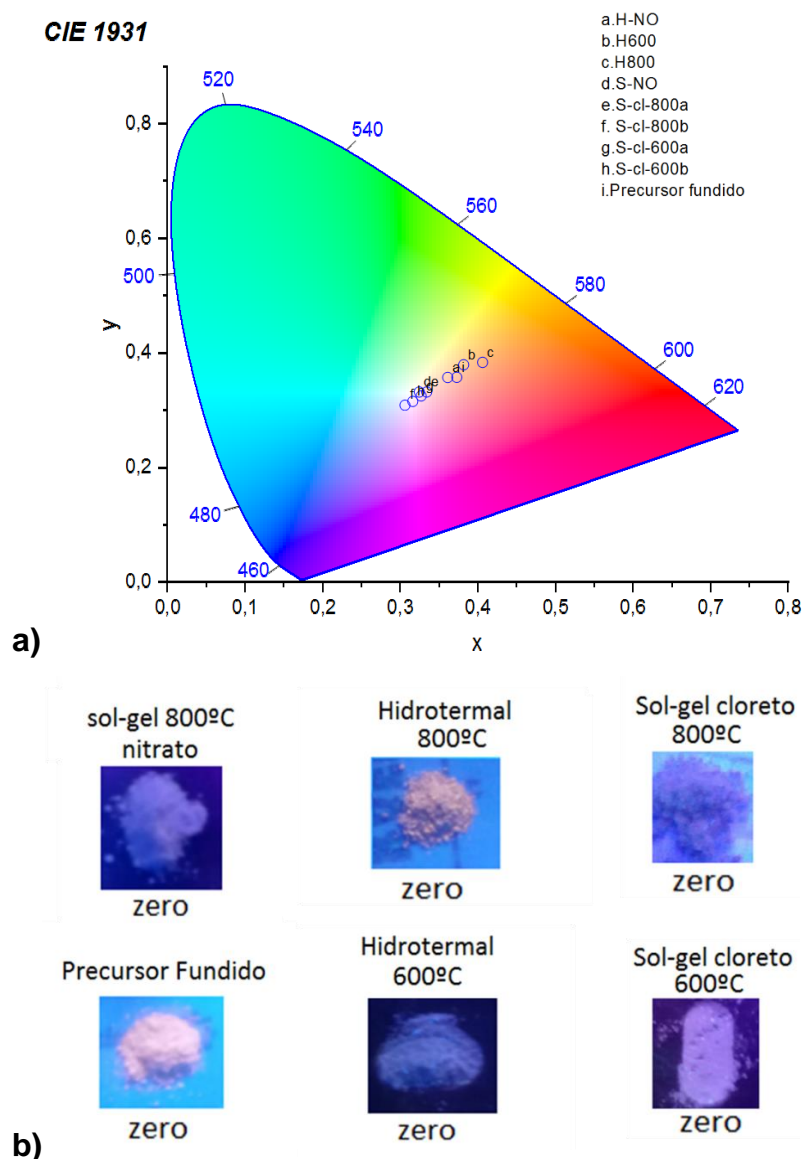 CIE 1931
a.H-NO
b.H600
c.H800
d.S-NO
e.S-cl-800a
f. S-cl-800b
g.S-cl-600a
h.S-cl-600b
i.Precursor fundido
520
540
560
500
580
600
620
480
460
0,8
0,6
0,4
0,2
0,0
y
b c
a i
d e
f h g
0,0 0,1 0,2 0,3 0,4 0,5 0,6 0,7 0,8
x
a)
sol-gel 800ºC
nitrato
zero
Hidrotermal
800ºC
zero
Sol-gel cloreto
800ºC
zero
Precursor Fundido
zero
Hidrotermal
600ºC
zero
Sol-gel cloreto
600ºC
zero
b)